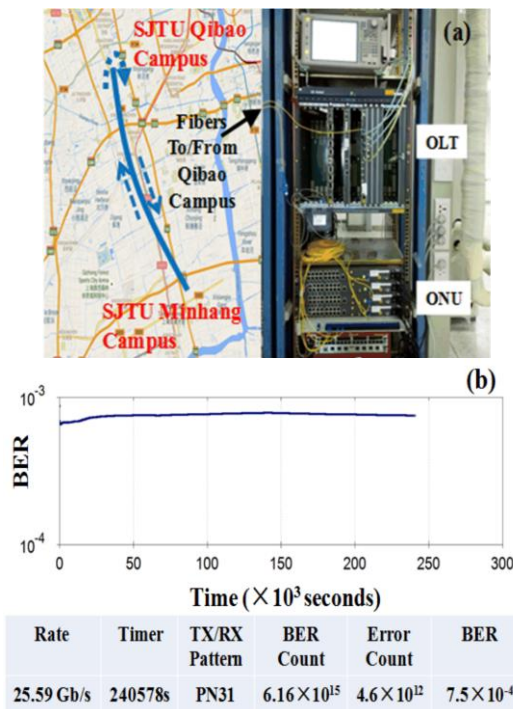 SJTU Qibao
Campus
(a)
Fibers
To/From
Qibao
Campus
OLT
SJTU Minhang
Campus
ONU
(b)
10⁻³
BER
10⁻⁴
0 50 100 150 200 250 300
Time (×10³ seconds)
Rate Timer TX/RX Pattern BER Count Error Count BER
25.59 Gb/s 240578s PN31 6.16×10¹⁵ 4.6×10¹² 7.5×10⁻⁴